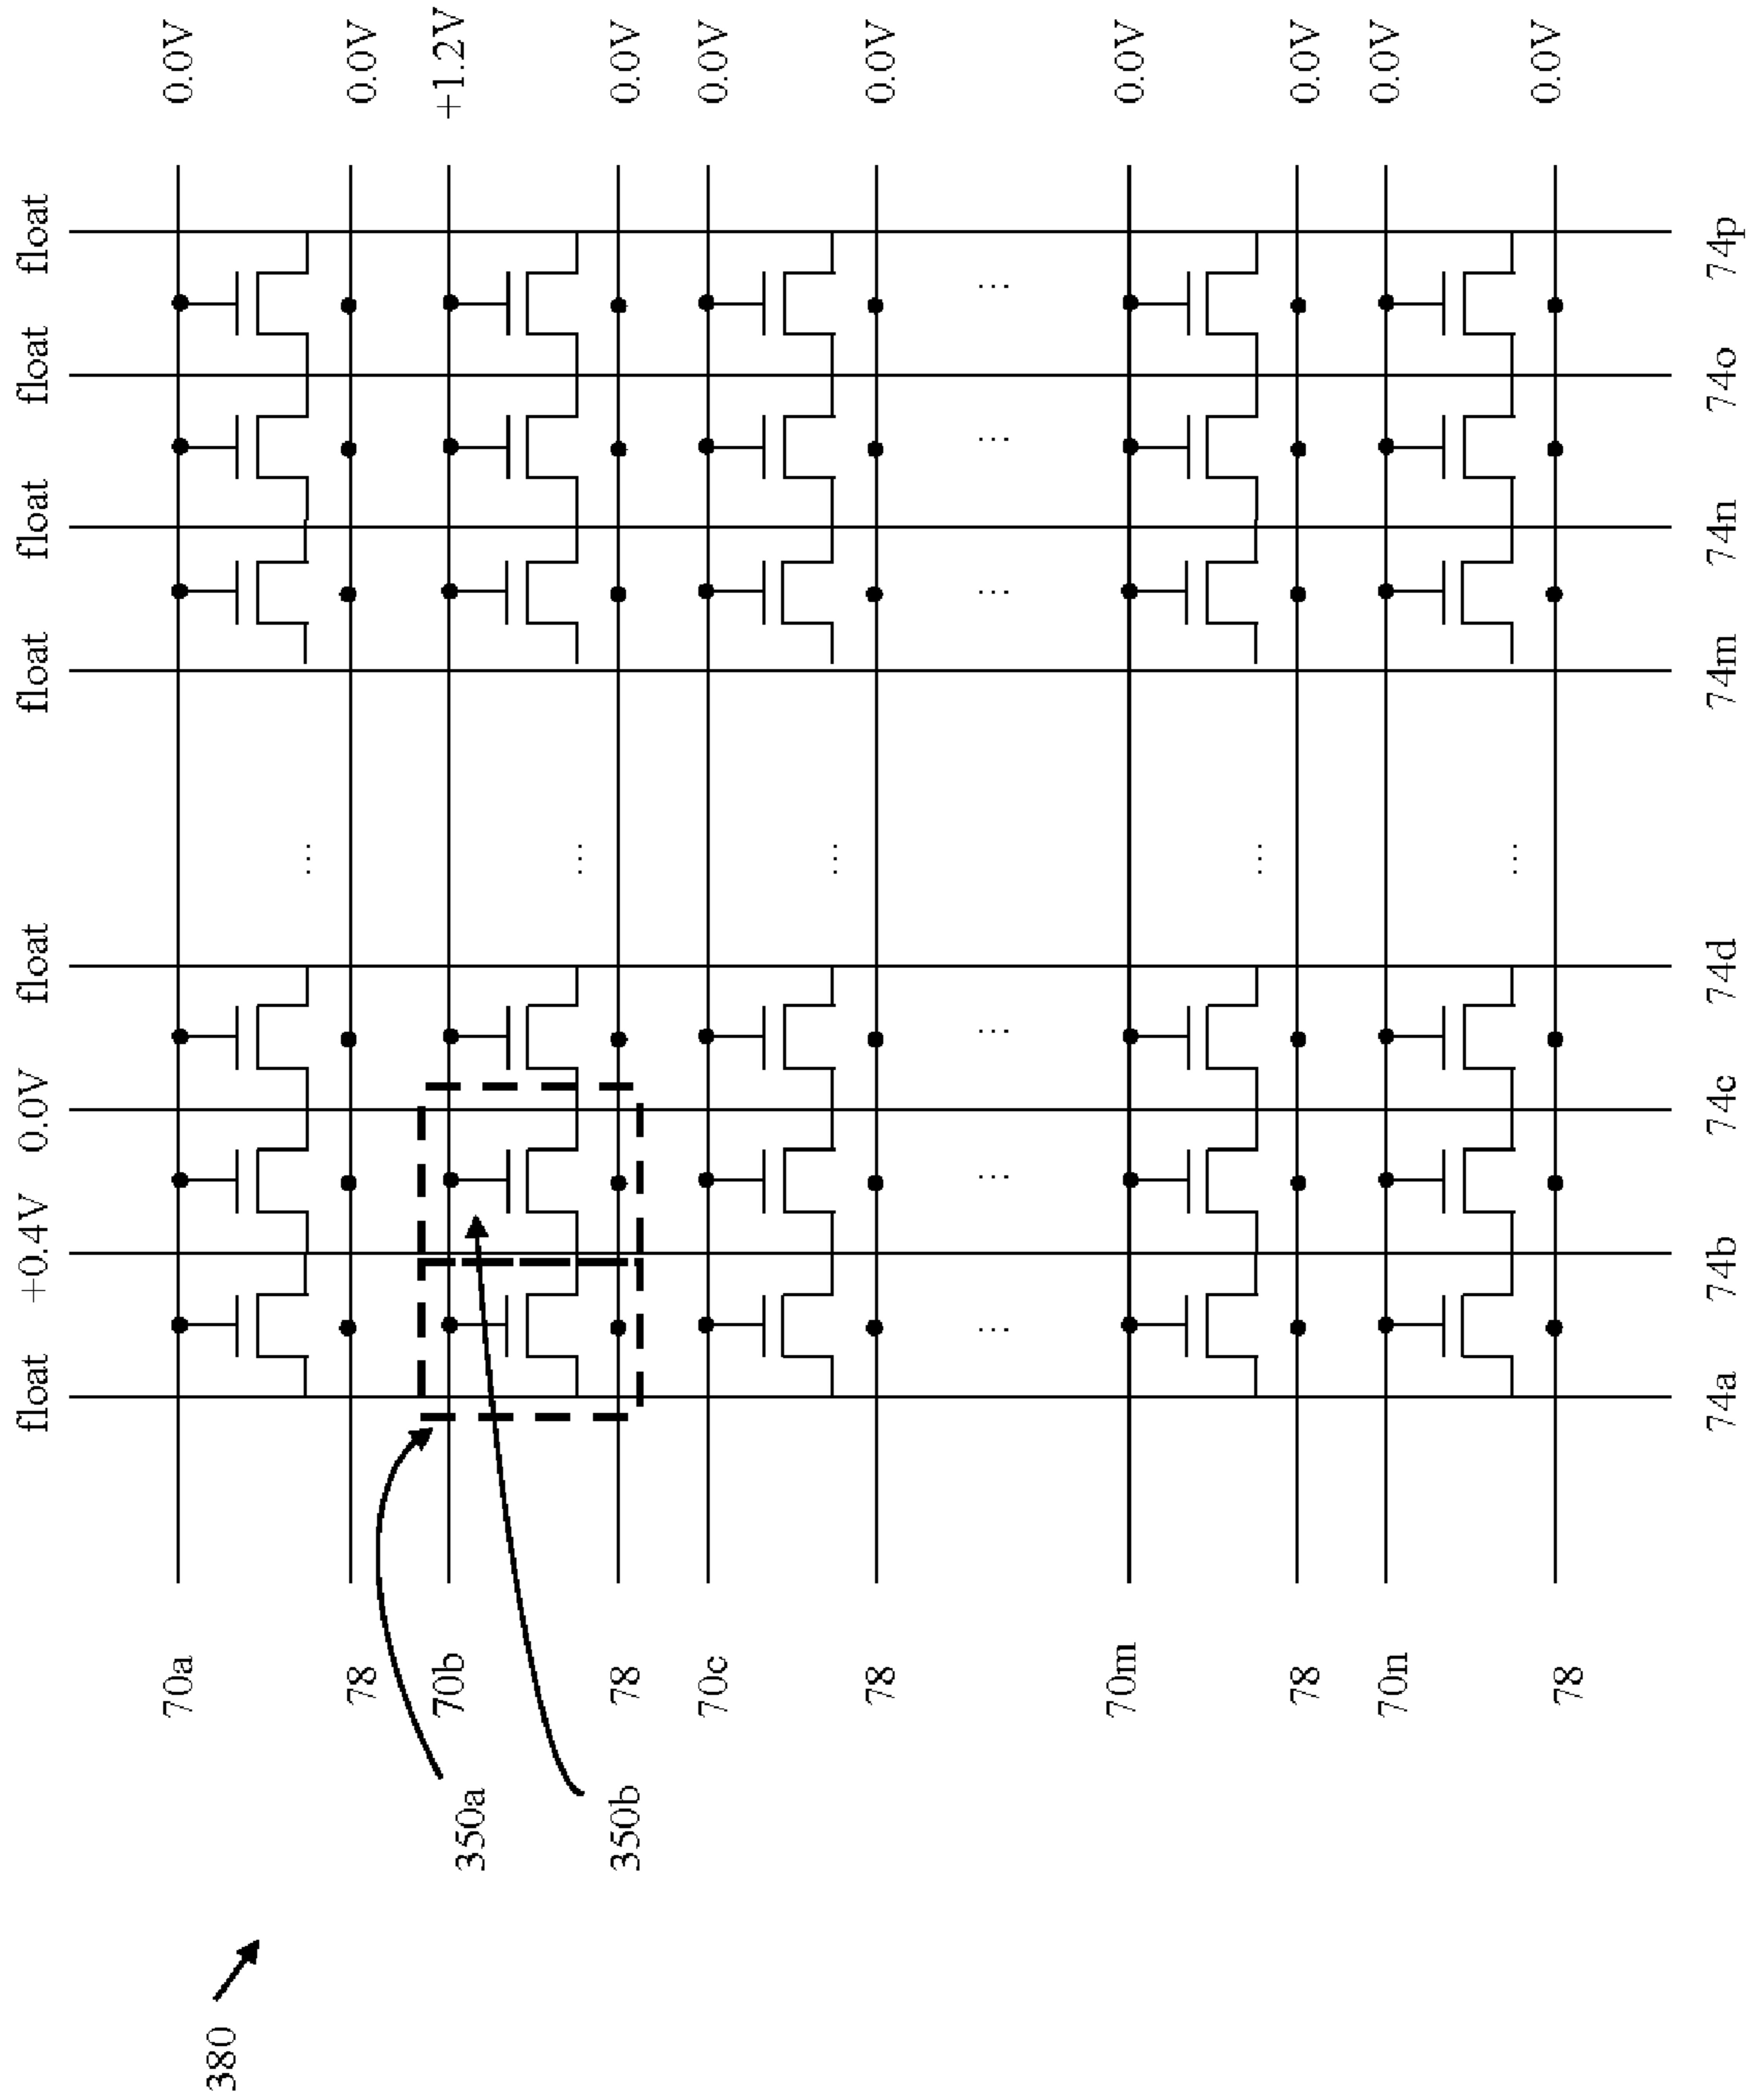 float +0.4V 0.0V float float float float float
70a 0.0V
380
78 0.0V
70b +1.2V
350a
78 0.0V
350b
70c 0.0V
78 0.0V
70m 0.0V
78 0.0V
70n 0.0V
78 0.0V
74a 74b 74c 74d 74m 74n 74o 74p